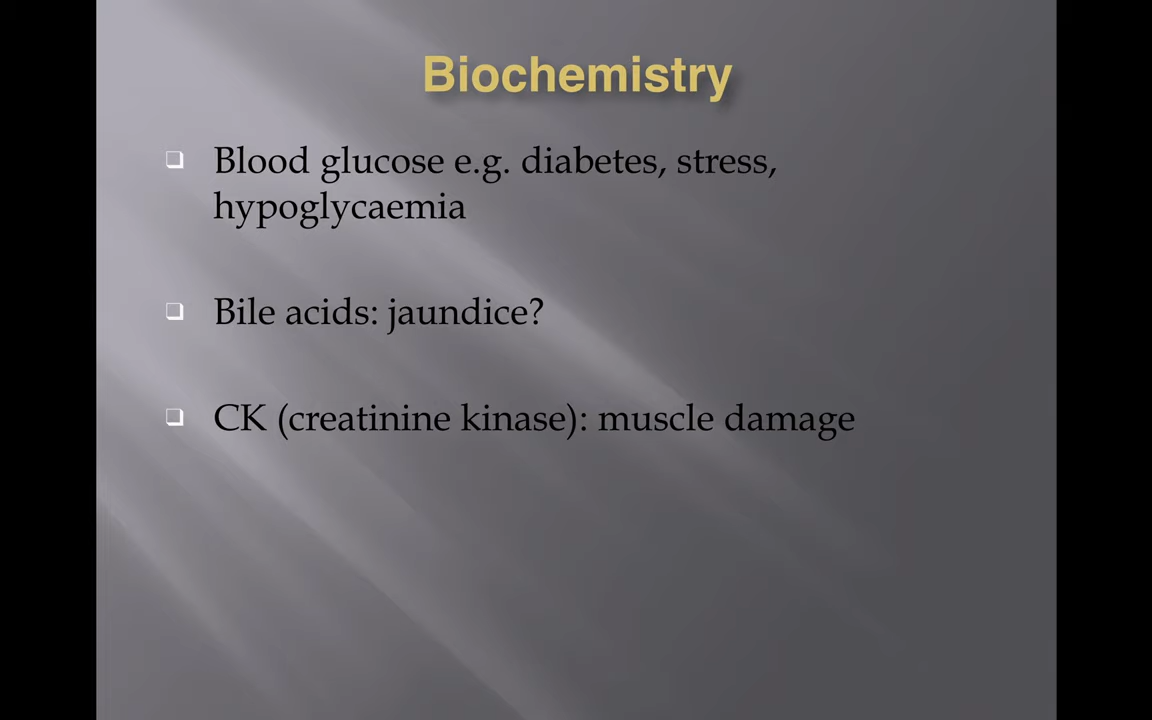 Biochemistry
Blood glucose e.g. diabetes, stress,
hypoglycaemia
Bile acids: jaundice?
CK (creatinine kinase): muscle damage